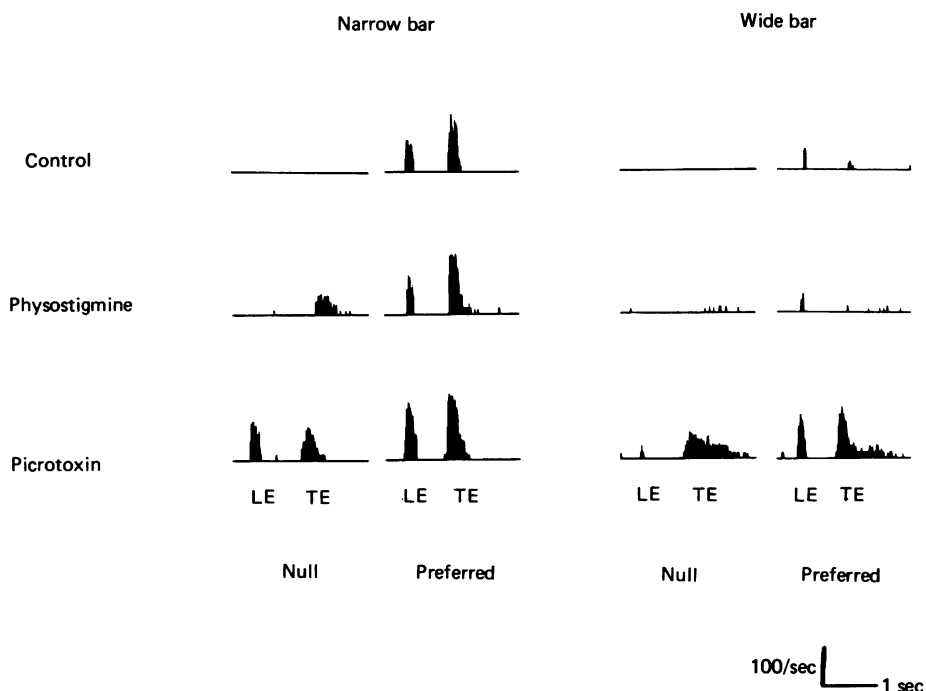 Narrow bar Wide bar
Control
Physostigmine
Picrotoxin
LE TE LE TE LE TE LE TE
Null Preferred Null Preferred
100/sec
1 sec